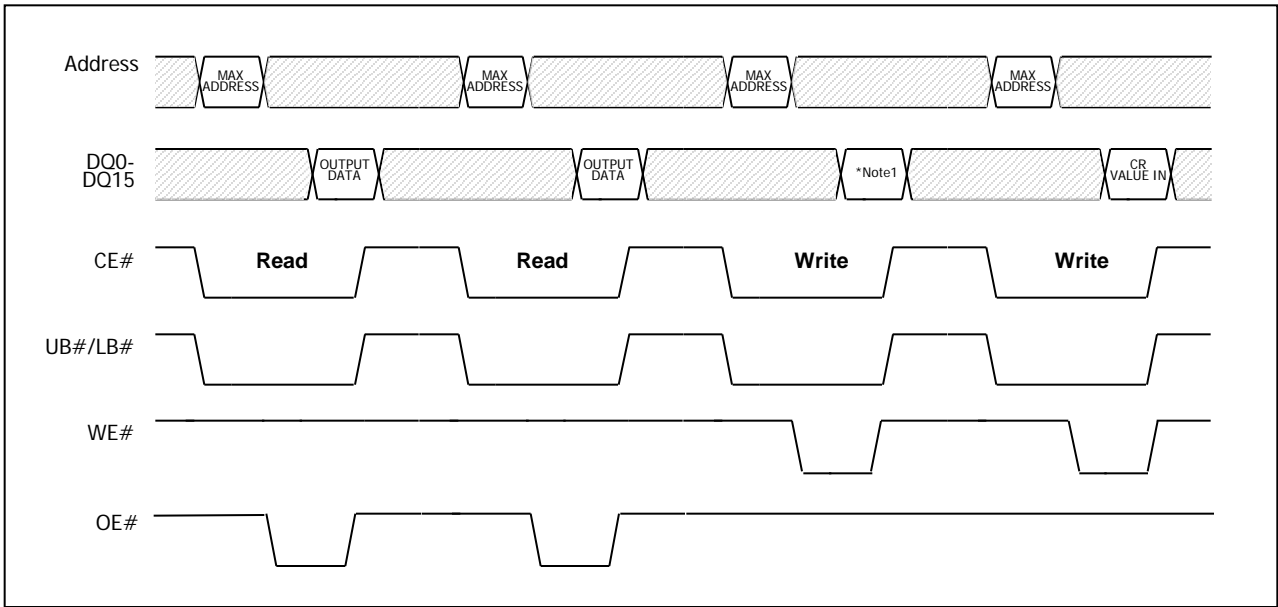 Address
MAX
ADDRESS
MAX
ADDRESS
MAX
ADDRESS
MAX
ADDRESS
DQ0-
DQ15
OUTPUT
DATA
OUTPUT
DATA
*Note1
CR
VALUE IN
CE#
Read
Read
Write
Write
UB#/LB#
WE#
OE#